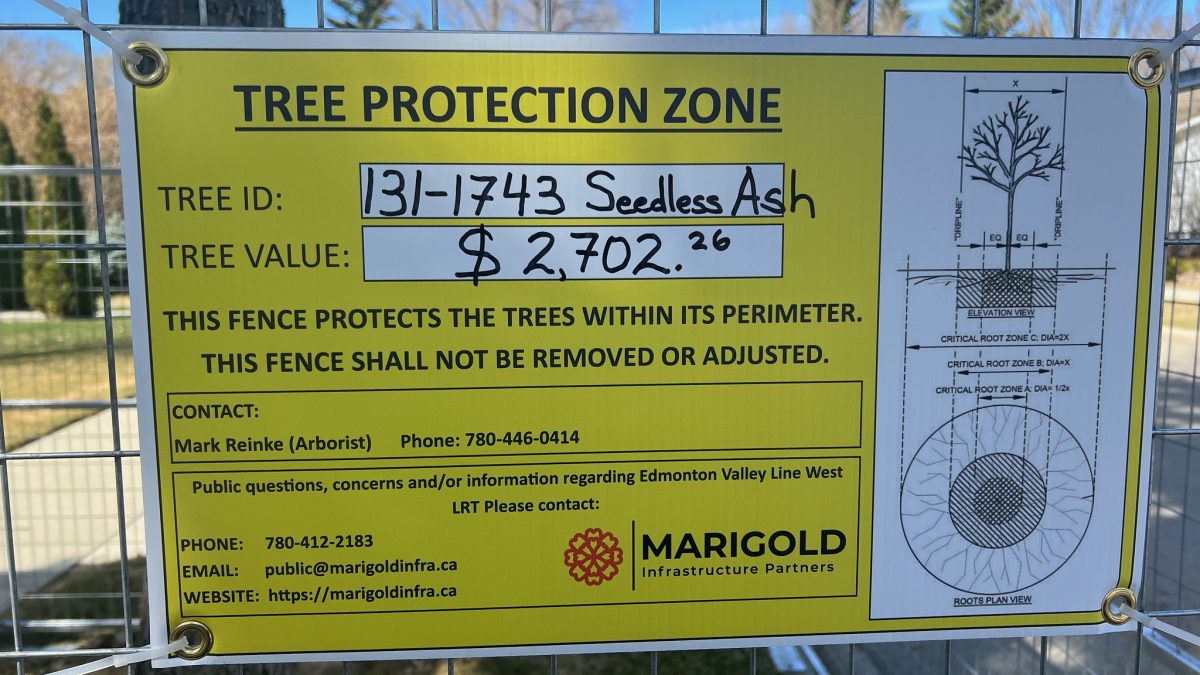 TREE PROTECTION ZONE
TREE ID: 131-1743 Seedless Ash
TREE VALUE: $ 2,702.26
THIS FENCE PROTECTS THE TREES WITHIN ITS PERIMETER.
THIS FENCE SHALL NOT BE REMOVED OR ADJUSTED.
CONTACT:
Mark Reinke (Arborist) Phone: 780-446-0414
Public questions, concerns and/or information regarding Edmonton Valley Line West
LRT Please contact:
PHONE: 780-412-2183
EMAIL: public@marigoldinfra.ca
WEBSITE: https://marigoldinfra.ca
MARIGOLD
Infrastructure Partners
X
"DRIPLINE"
EQ EQ
"DRIPLINE"
ELEVATION VIEW
CRITICAL ROOT ZONE C; DIA=2X
CRITICAL ROOT ZONE B; DIA=X
CRITICAL ROOT ZONE A; DIA= 1/2x
ROOTS PLAN VIEW